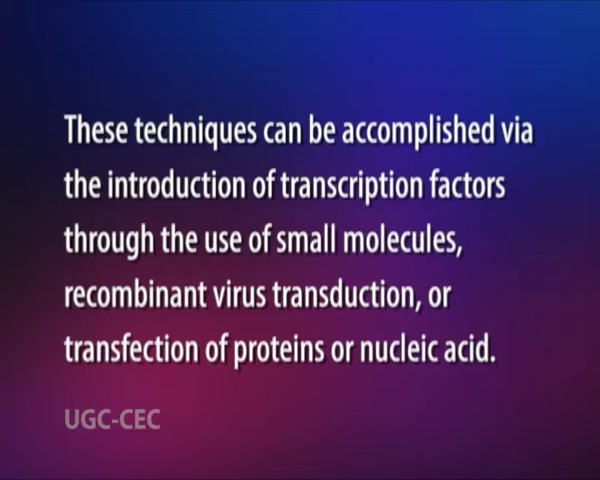 These techniques can be accomplished via
the introduction of transcription factors
through the use of small molecules,
recombinant virus transduction, or
transfection of proteins or nucleic acid.
UGC-CEC